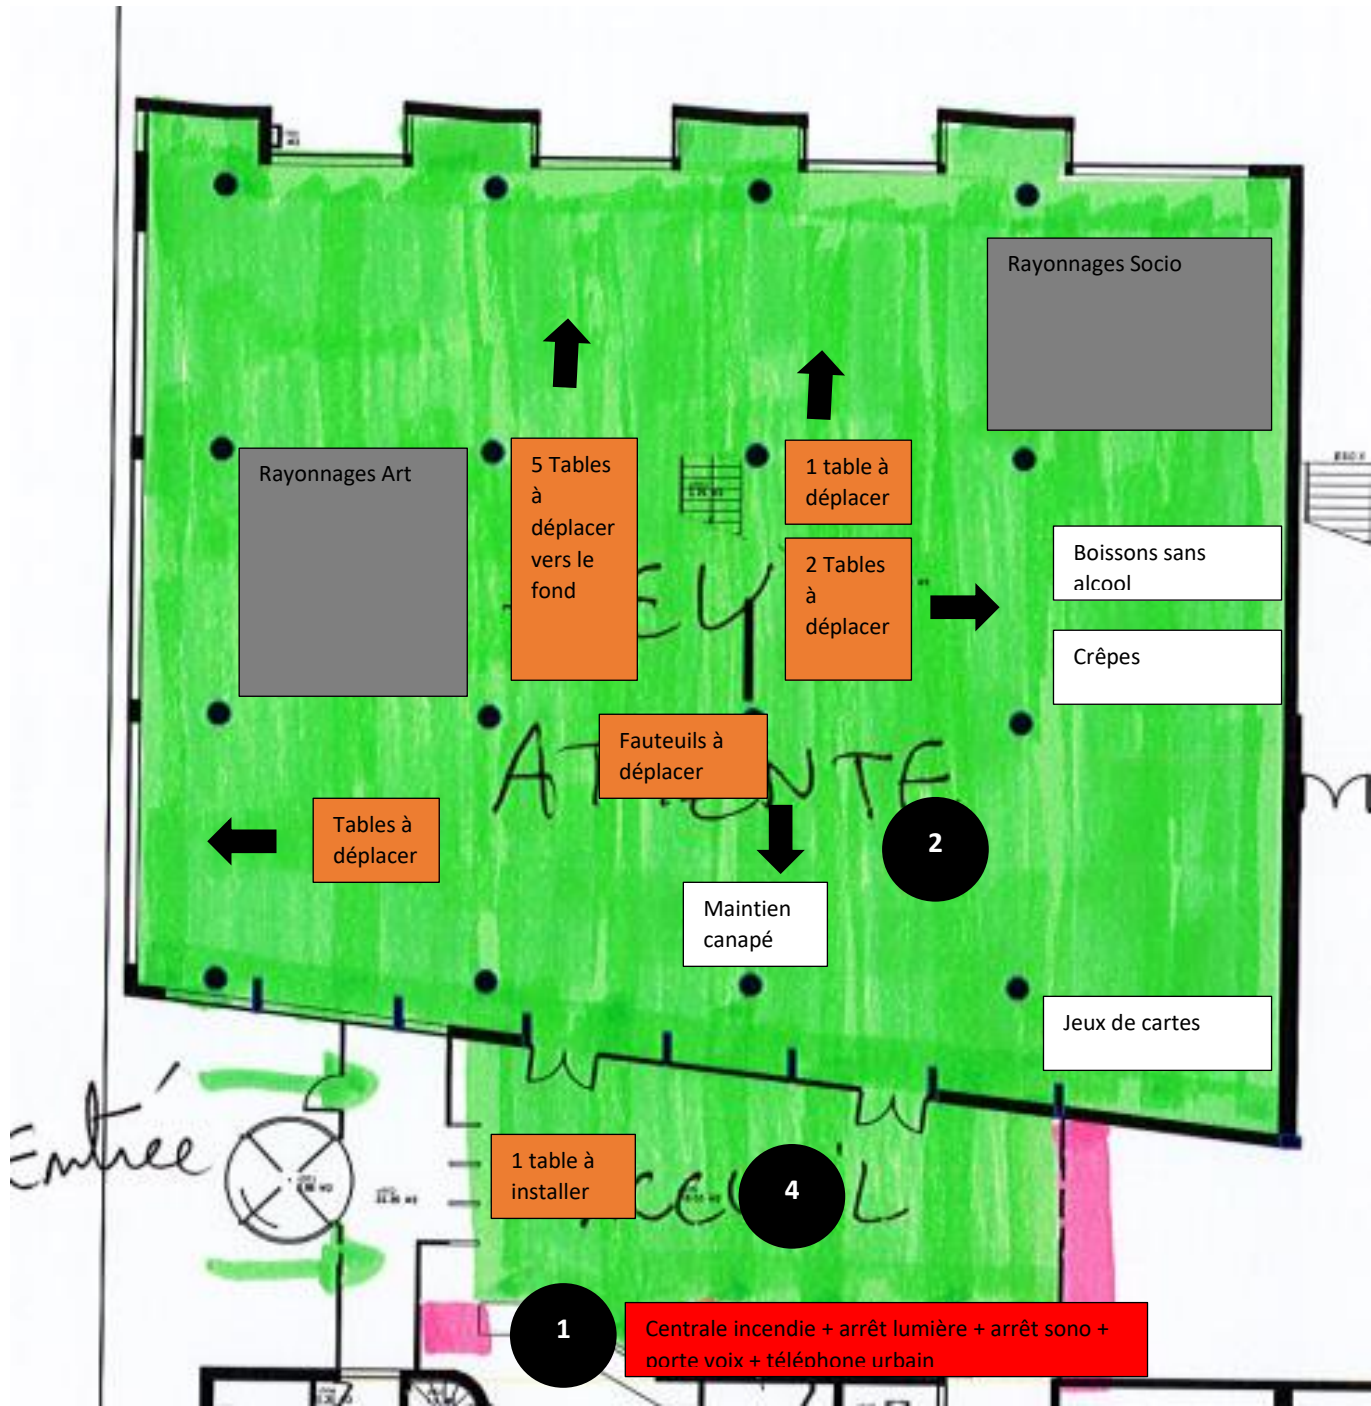 Rayonnages Socio
Rayonnages Art
5 Tables
à
déplacer
vers le
fond
1 table à
déplacer
2 Tables
à
déplacer
Boissons sans
alcool
Crêpes
Fauteuils à
déplacer
ATTENTE
2
Tables à
déplacer
Maintien
canapé
Jeux de cartes
Entrée
1 table à
installer
4
1
Centrale incendie + arrêt lumière + arrêt sono +
porte voix + téléphone urbain